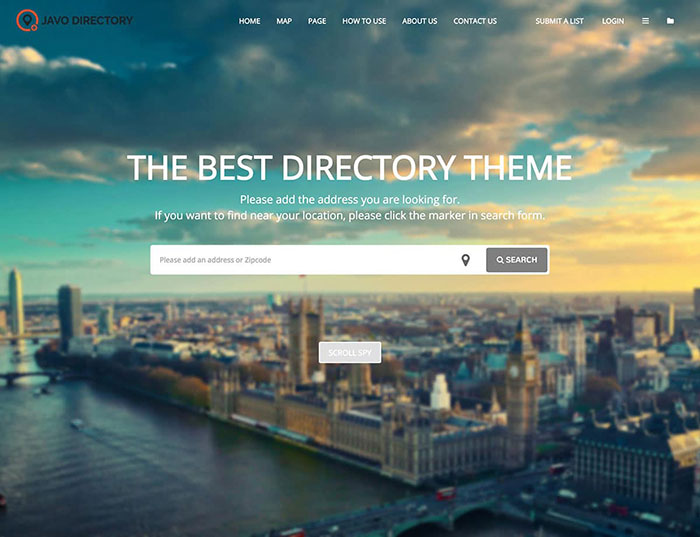 JAVO DIRECTORY
HOME MAP PAGE HOW TO USE ABOUT US CONTACT US SUBMIT A LIST LOGIN
THE BEST DIRECTORY THEME
Please add the address you are looking for.
If you want to find near your location, please click the marker in search form.
Please add an address or Zipcode
SEARCH
SCROLL SPY